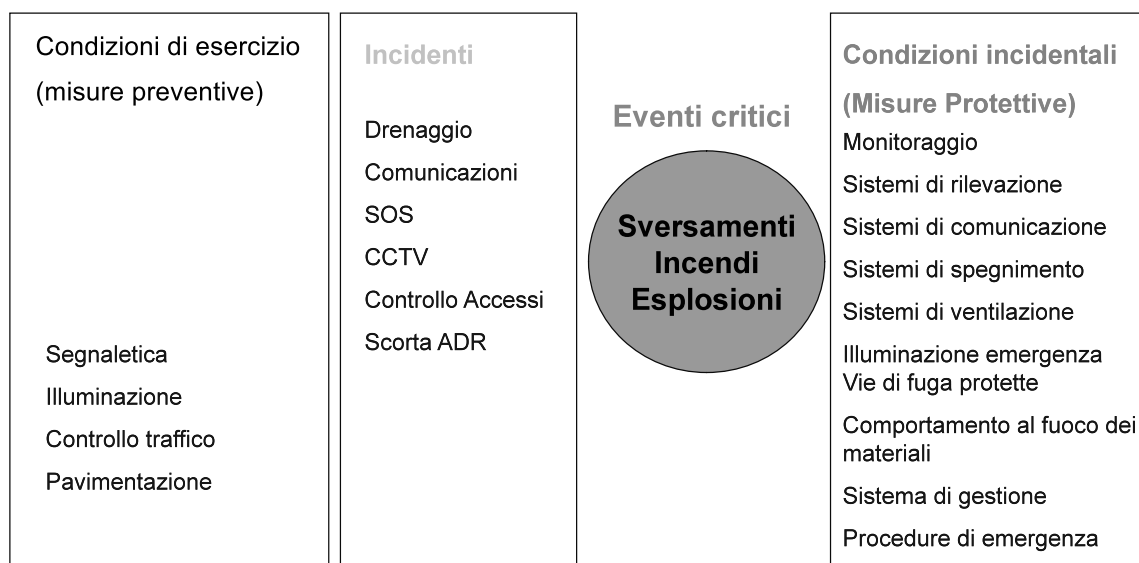 Condizioni di esercizio
(misure preventive)
Segnaletica
Illuminazione
Controllo traffico
Pavimentazione
Incidenti
Drenaggio
Comunicazioni
SOS
CCTV
Controllo Accessi
Scorta ADR
Eventi critici
Sversamenti
Incendi
Esplosioni
Condizioni incidentali
(Misure Protettive)
Monitoraggio
Sistemi di rilevazione
Sistemi di comunicazione
Sistemi di spegnimento
Sistemi di ventilazione
Illuminazione emergenza
Vie di fuga protette
Comportamento al fuoco dei
materiali
Sistema di gestione
Procedure di emergenza